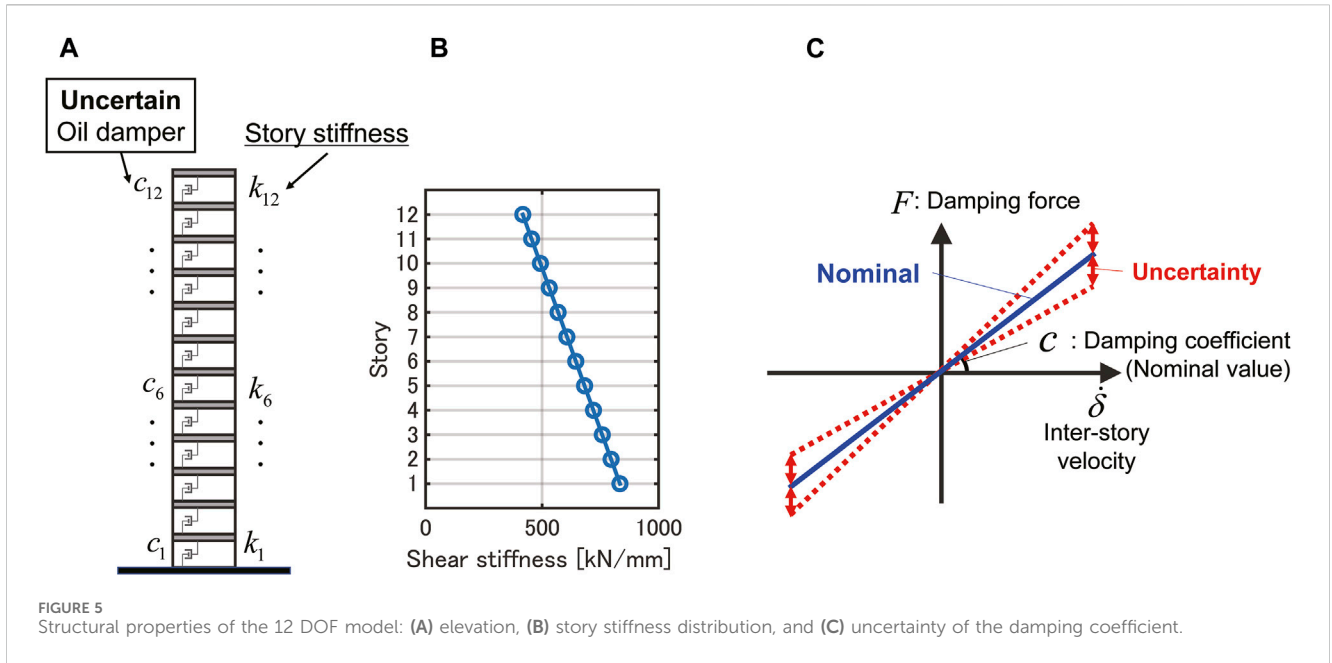 A
B
C
Uncertain
Oil damper
Story stiffness
c12
k12
c6
k6
c1
k1
Story
12
11
10
9
8
7
6
5
4
3
2
1
0
500
1000
Shear stiffness [kN/mm]
F: Damping force
Nominal
Uncertainty
c : Damping coefficient
(Nominal value)
δ̇
Inter-story
velocity
FIGURE 5
Structural properties of the 12 DOF model: (A) elevation, (B) story stiffness distribution, and (C) uncertainty of the damping coefficient.